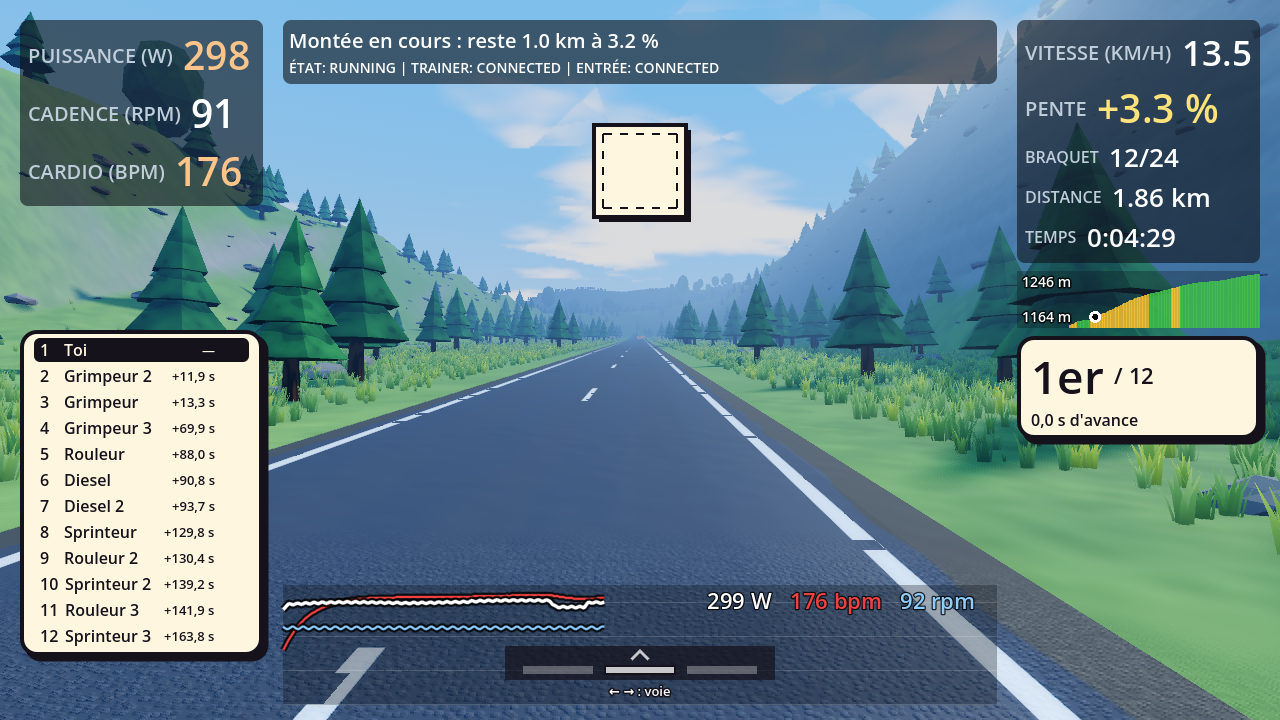 PUISSANCE (W) 298
CADENCE (RPM) 91
CARDIO (BPM) 176
Montée en cours : reste 1.0 km à 3.2 %
ÉTAT: RUNNING | TRAINER: CONNECTED | ENTRÉE: CONNECTED
VITESSE (KM/H) 13.5
PENTE +3.3 %
BRAQUET 12/24
DISTANCE 1.86 km
TEMPS 0:04:29
1246 m
1164 m
1er / 12
0,0 s d'avance
1 Toi —
2 Grimpeur 2 +11,9 s
3 Grimpeur +13,3 s
4 Grimpeur 3 +69,9 s
5 Rouleur +88,0 s
6 Diesel +90,8 s
7 Diesel 2 +93,7 s
8 Sprinteur +129,8 s
9 Rouleur 2 +130,4 s
10 Sprinteur 2 +139,2 s
11 Rouleur 3 +141,9 s
12 Sprinteur 3 +163,8 s
299 W 176 bpm 92 rpm
← → : voie